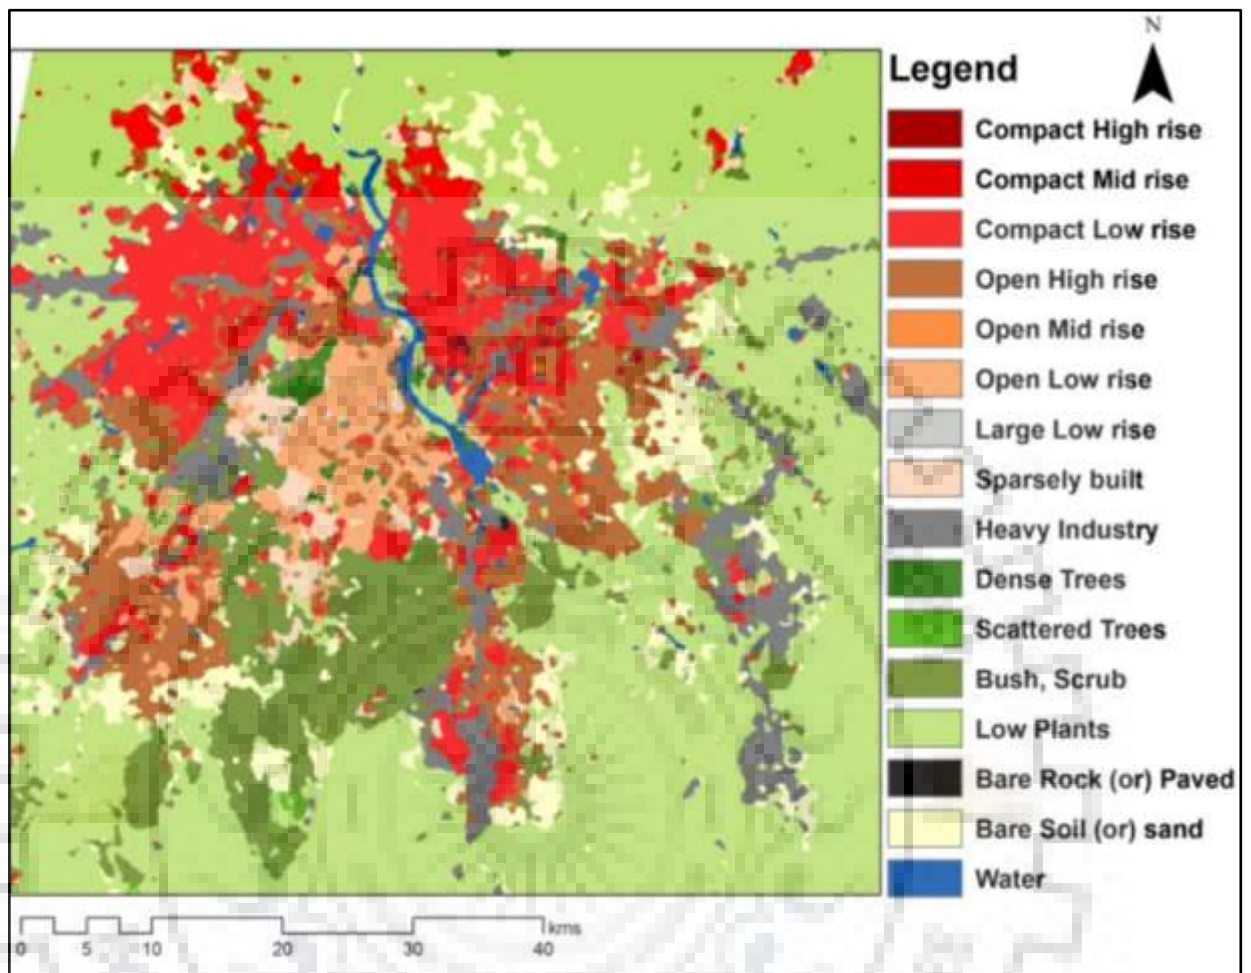 N
Legend
Compact High rise
Compact Mid rise
Compact Low rise
Open High rise
Open Mid rise
Open Low rise
Large Low rise
Sparsely built
Heavy Industry
Dense Trees
Scattered Trees
Bush, Scrub
Low Plants
Bare Rock (or) Paved
Bare Soil (or) sand
Water
kms
0 5 10 20 30 40